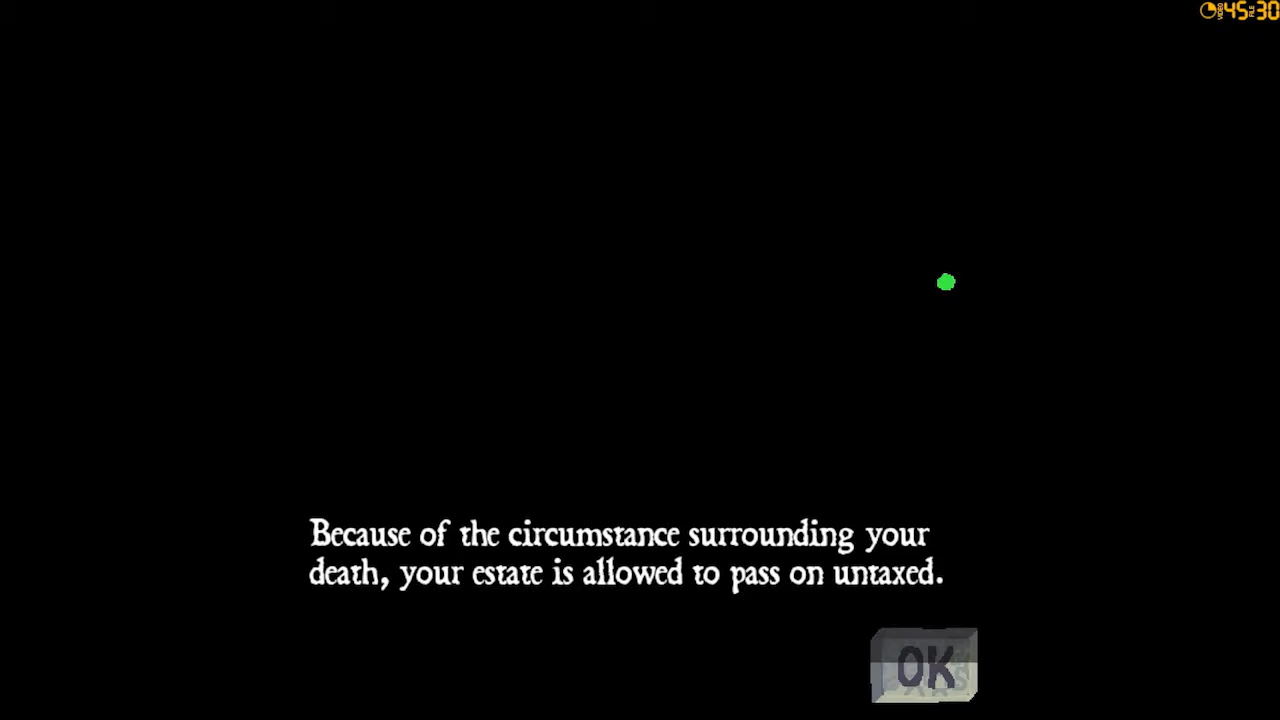 45:30
Because of the circumstance surrounding your
death, your estate is allowed to pass on untaxed.
OK